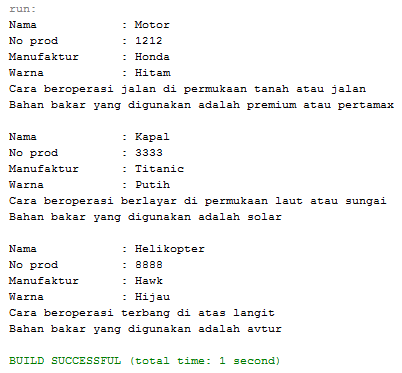 run:
Nama : Motor
No prod : 1212
Manufaktur : Honda
Warna : Hitam
Cara beroperasi jalan di permukaan tanah atau jalan
Bahan bakar yang digunakan adalah premium atau pertamax
Nama : Kapal
No prod : 3333
Manufaktur : Titanic
Warna : Putih
Cara beroperasi berlayar di permukaan laut atau sungai
Bahan bakar yang digunakan adalah solar
Nama : Helikopter
No prod : 8888
Manufaktur : Hawk
Warna : Hijau
Cara beroperasi terbang di atas langit
Bahan bakar yang digunakan adalah avtur
BUILD SUCCESSFUL (total time: 1 second)